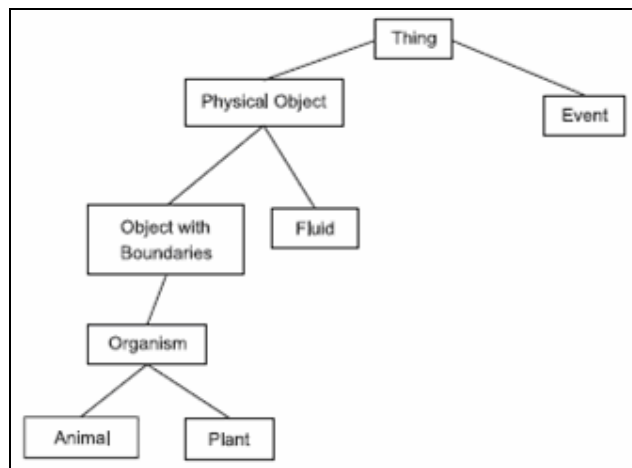 Thing
Physical Object
Event
Object with
Boundaries
Fluid
Organism
Animal
Plant